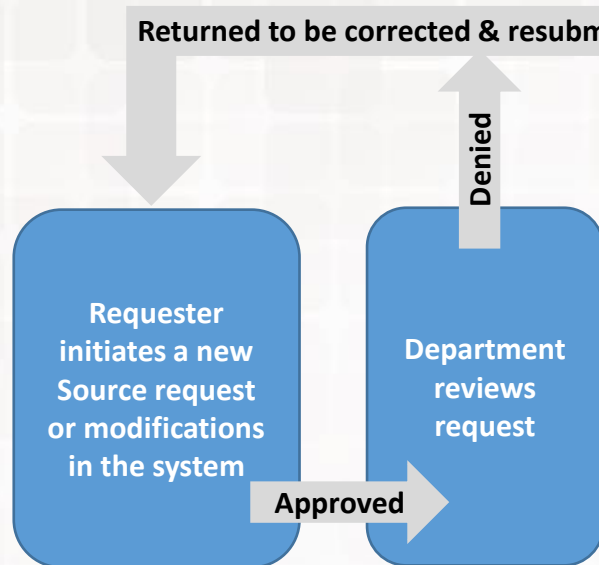 Returned to be corrected & resubm
Denied
Requester
initiates a new
Source request
or modifications
in the system
Department
reviews
request
Approved